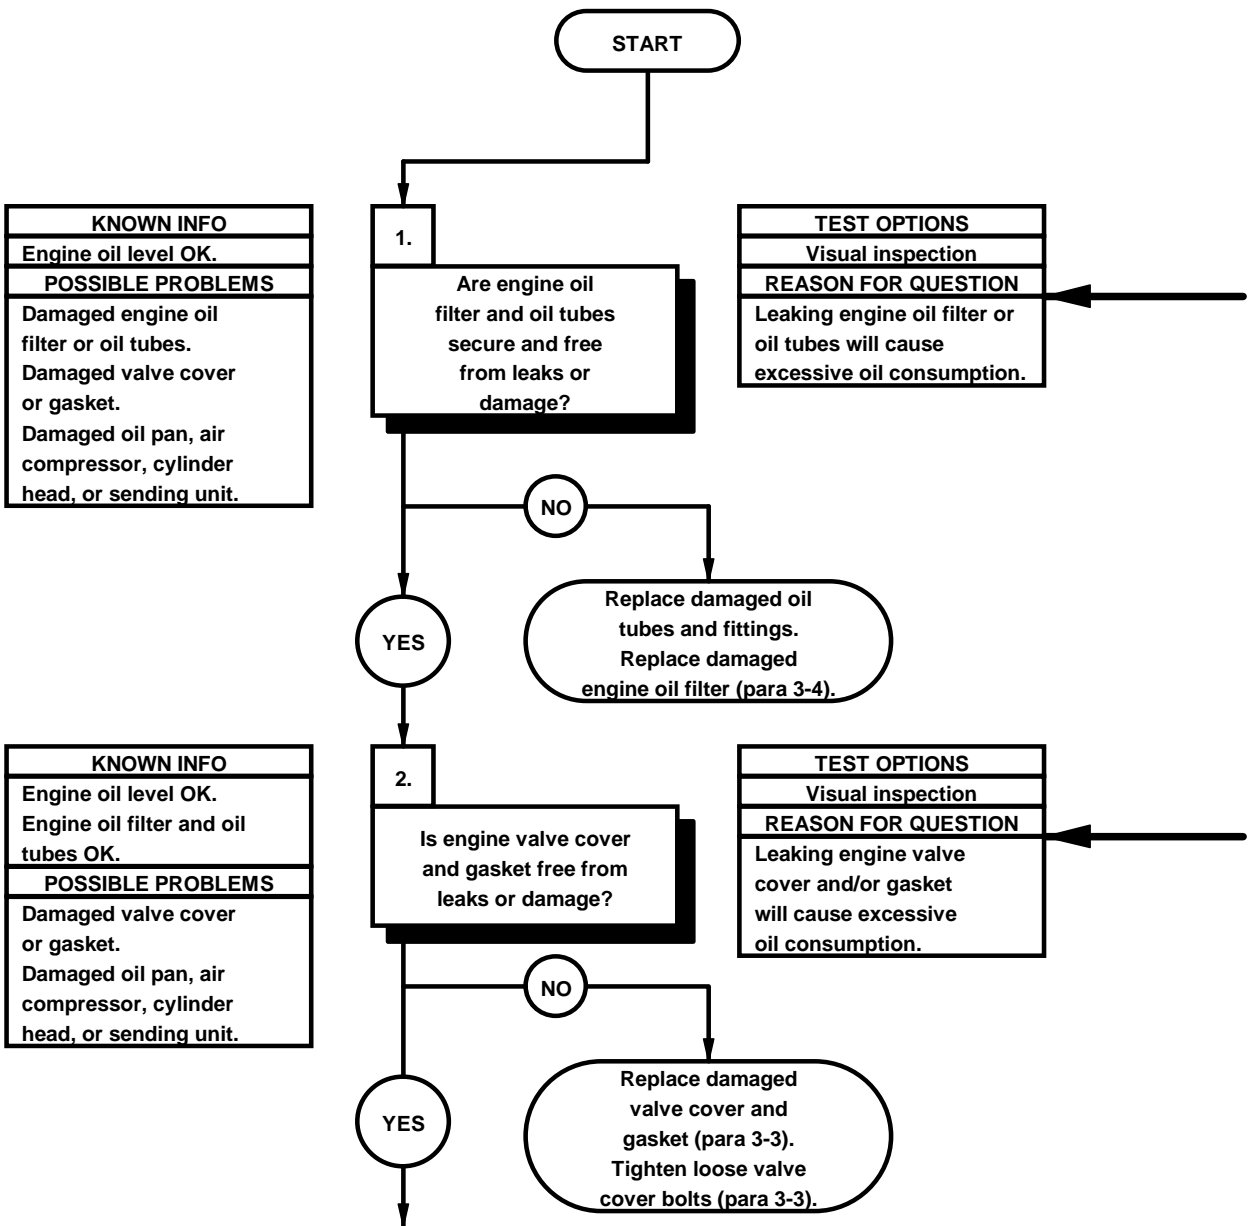 START
KNOWN INFO
Engine oil level OK.
POSSIBLE PROBLEMS
Damaged engine oil
filter or oil tubes.
Damaged valve cover
or gasket.
Damaged oil pan, air
compressor, cylinder
head, or sending unit.
1.
Are engine oil
filter and oil tubes
secure and free
from leaks or
damage?
TEST OPTIONS
Visual inspection
REASON FOR QUESTION
Leaking engine oil filter or
oil tubes will cause
excessive oil consumption.
NO
YES
Replace damaged oil
tubes and fittings.
Replace damaged
engine oil filter (para 3-4).
KNOWN INFO
Engine oil level OK.
Engine oil filter and oil
tubes OK.
POSSIBLE PROBLEMS
Damaged valve cover
or gasket.
Damaged oil pan, air
compressor, cylinder
head, or sending unit.
2.
Is engine valve cover
and gasket free from
leaks or damage?
TEST OPTIONS
Visual inspection
REASON FOR QUESTION
Leaking engine valve
cover and/or gasket
will cause excessive
oil consumption.
NO
YES
Replace damaged
valve cover and
gasket (para 3-3).
Tighten loose valve
cover bolts (para 3-3).